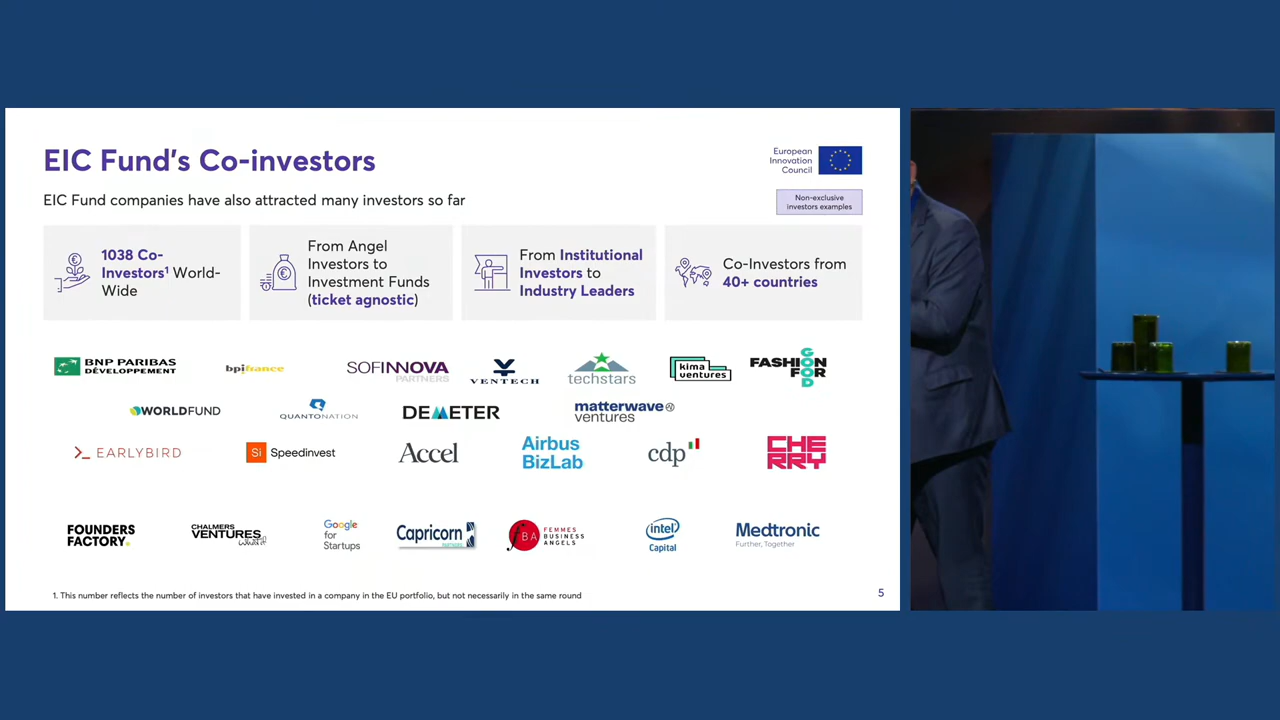 EIC Fund's Co-investors
European
Innovation
Council
EIC Fund companies have also attracted many investors so far
Non-exclusive
investors examples
1038 Co-
Investors¹ World-
Wide
From Angel
Investors to
Investment Funds
(ticket agnostic)
From Institutional
Investors to
Industry Leaders
Co-Investors from
40+ countries
BNP PARIBAS
DÉVELOPPEMENT
bpifrance
SOFINNOVA
PARTNERS
VENTECH
techstars
kima
ventures
FASHION
FOR
GOOD
WORLDFUND
QUANTONATION
DEMETER
matterwave
ventures
EARLYBIRD
Si Speedinvest
Accel
Airbus
BizLab
cdp
CHE
RRY
FOUNDERS
FACTORY.
CHALMERS
VENTURES
Google
for
Startups
Capricorn
PARTNERS
fBA
FEMMES
BUSINESS
ANGELS
intel
Capital
Medtronic
Further, Together
1. This number reflects the number of investors that have invested in a company in the EU portfolio, but not necessarily in the same round
5